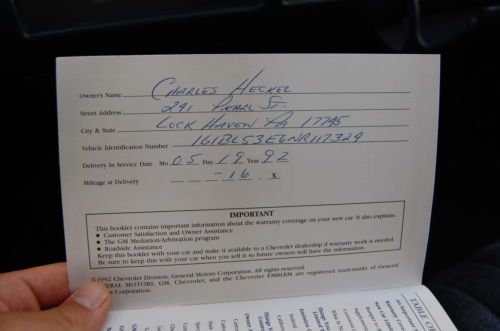 Owner's Name CHARLES HECKEL
Street Address 241 PEARL ST.
City & State LOCK HAVEN PA 17745
Vehicle Identification Number 1G1BL53E6NR117329
Delivery In Service Date Mo. 05 Day 19 Year 92
Mileage at Delivery - 16 . x
IMPORTANT
This booklet contains important information about the warranty coverage on your new car. It also explains:
● Customer Satisfaction and Owner Assistance
● The GM Mediation/Arbitration program
● Roadside Assistance
Keep this booklet with your car and make it available to a Chevrolet dealership if warranty work is needed.
Be sure to keep this with your car when you sell it so future owners will have the information.
©1992 Chevrolet Division, General Motors Corporation. All rights reserved.
GENERAL MOTORS, GM, Chevrolet, and the Chevrolet EMBLEM are registered trademarks of General
Motors Corporation.
TABLE